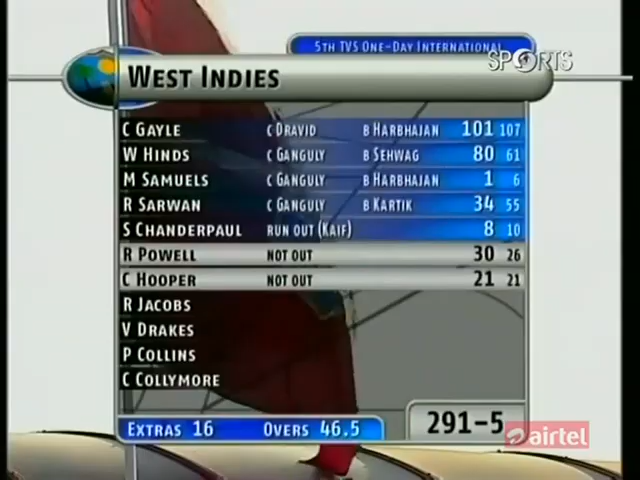 5TH TVS ONE-DAY INTERNATIONAL
SPORTS
WEST INDIES
C GAYLE C DRAVID B HARBHAJAN 101 107
W HINDS C GANGULY B SEHWAG 80 61
M SAMUELS C GANGULY B HARBHAJAN 1 6
R SARWAN C GANGULY B KARTIK 34 55
S CHANDERPAUL RUN OUT (KAIF) 8 10
R POWELL NOT OUT 30 26
C HOOPER NOT OUT 21 21
R JACOBS
V DRAKES
P COLLINS
C COLLYMORE
EXTRAS 16 OVERS 46.5 291-5
airtel